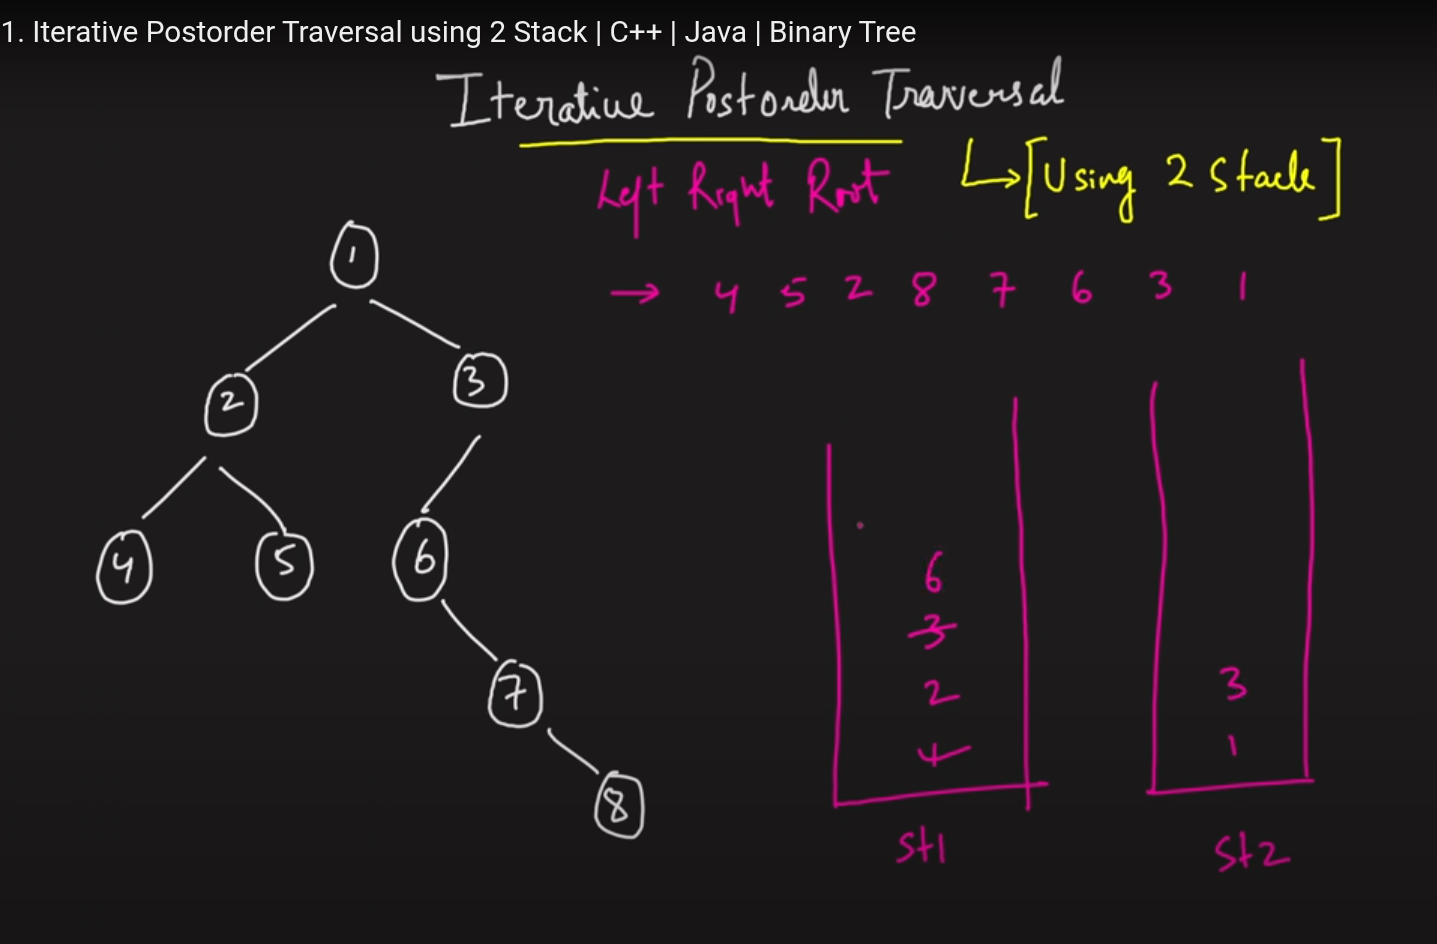 1. Iterative Postorder Traversal using 2 Stack | C++ | Java | Binary Tree
Iterative Postorder Traversal
Left Right Root
[Using 2 Stack]
→ 4 5 2 8 7 6 3 1
1
2
3
4
5
6
7
8
6
3
2
3
1
st1
St2